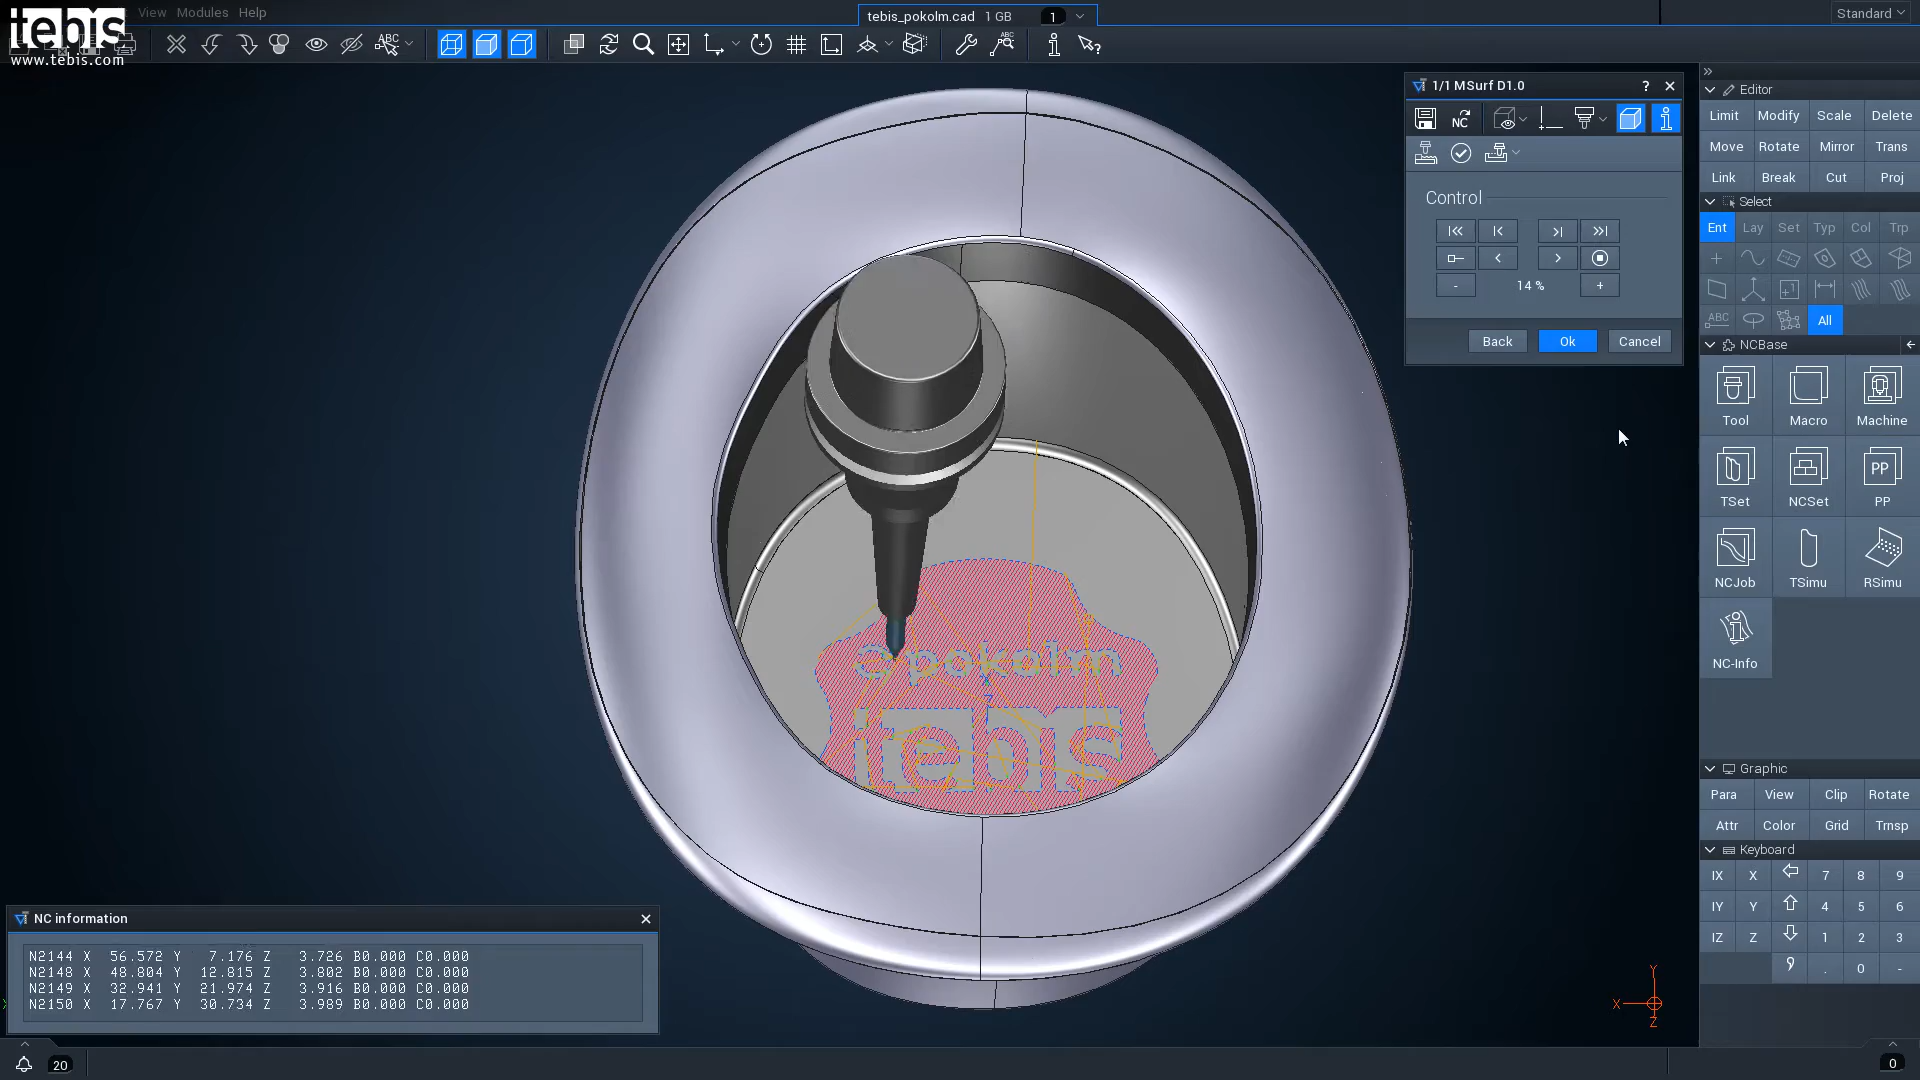 tebis
www.tebis.com
View Modules Help
tebis_pokolm.cad 1 GB 1
Standard
ABC
ABC
1/1 MSurf D1.0 ?
NC
Control
14 %
- +
Back Ok Cancel
Editor
Limit Modify Scale Delete
Move Rotate Mirror Trans
Link Break Cut Proj
Select
Ent Lay Set Typ Col Trp
ABC All
NCBase
Tool Macro Machine
PP
TSet NCSet PP
NCJob TSimu RSimu
NC-Info
pokolm
tebis
Graphic
Para View Clip Rotate
Attr Color Grid Trnsp
Keyboard
IX X 7 8 9
IY Y 4 5 6
IZ Z 1 2 3
, . 0 -
NC information
N2144 X 56.572 Y 7.176 Z 3.726 B0.000 C0.000
N2148 X 48.804 Y 12.815 Z 3.802 B0.000 C0.000
N2149 X 32.941 Y 21.974 Z 3.916 B0.000 C0.000
N2150 X 17.767 Y 30.734 Z 3.989 B0.000 C0.000
Y
X
Z
20
0